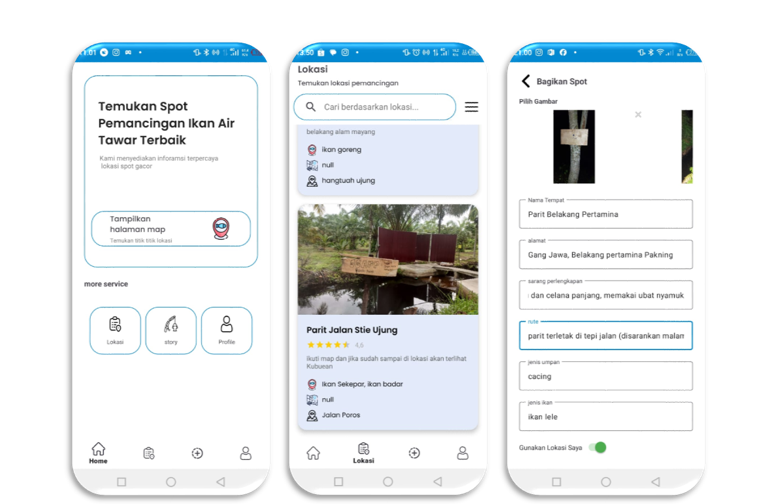 1.01
Temukan Spot
Pemancingan Ikan Air
Tawar Terbaik
Kami menyediakan inforamsi terpercaya
lokasi spot gacor
Tampilkan
halaman map
Temukan titik titik lokasi
more service
Lokasi
story
Profile
Home
3.50
Lokasi
Temukan lokasi pemancingan
Cari berdasarkan lokasi...
belakang alam mayang
ikan goreng
null
hangtuah ujung
Parit Jalan Stie Ujung
4,6
Ikuti map dan jika sudah sampai di lokasi akan terlihat
Kubuean
Ikan Sekepar, ikan badar
null
Jalan Poros
Lokasi
1.00
Bagikan Spot
Pilih Gambar
Nama Tempat
Parit Belakang Pertamina
alamat
Gang Jawa, Belakang pertamina Pakning
sarang perlengkapan
dan celana panjang, memakai ubat nyamuk
rute
parit terletak di tepi jalan (disarankan malam
jenis umpan
cacing
jenis ikan
ikan lele
Gunakan Lokasi Saya